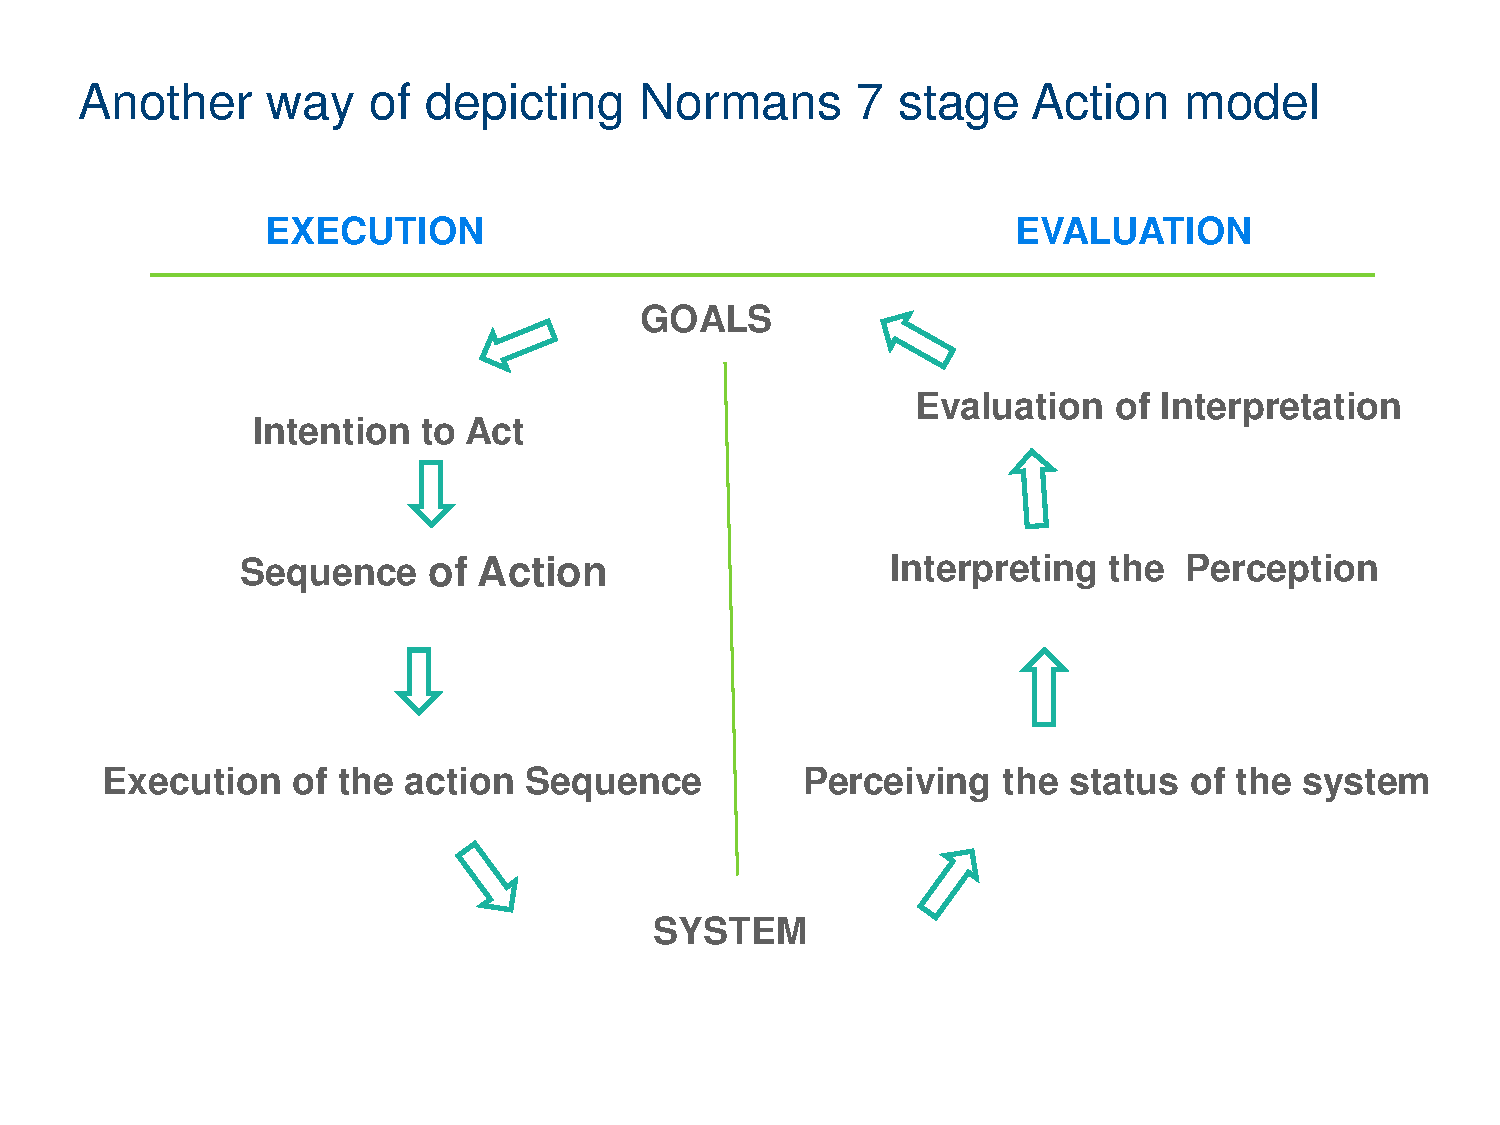 Another way of depicting Normans 7 stage Action model
EXECUTION
EVALUATION
GOALS
Evaluation of Interpretation
Intention to Act
Sequence of Action
Interpreting the Perception
Execution of the action Sequence
Perceiving the status of the system
SYSTEM